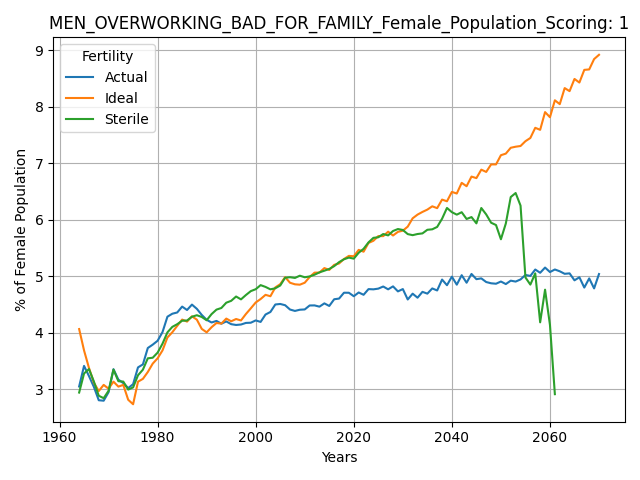 MEN_OVERWORKING_BAD_FOR_FAMILY_Female_Population_Scoring: 1
Fertility
Actual
Ideal
Sterile
% of Female Population
9
8
7
6
5
4
3
1960
1980
2000
2020
2040
2060
Years